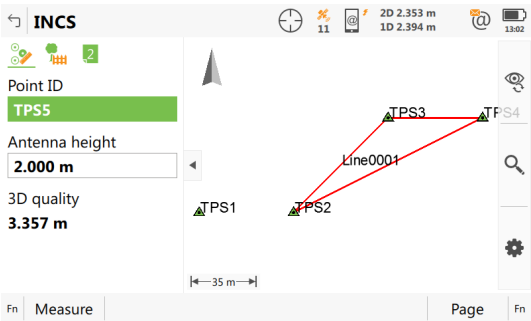 INCS
11
@
2D 2.353 m
1D 2.394 m
@
13:02
2
Point ID
TPS5
Antenna height
2.000 m
3D quality
3.357 m
TPS3
TPS4
Line0001
TPS1
TPS2
35 m
Fn
Measure
Page
Fn